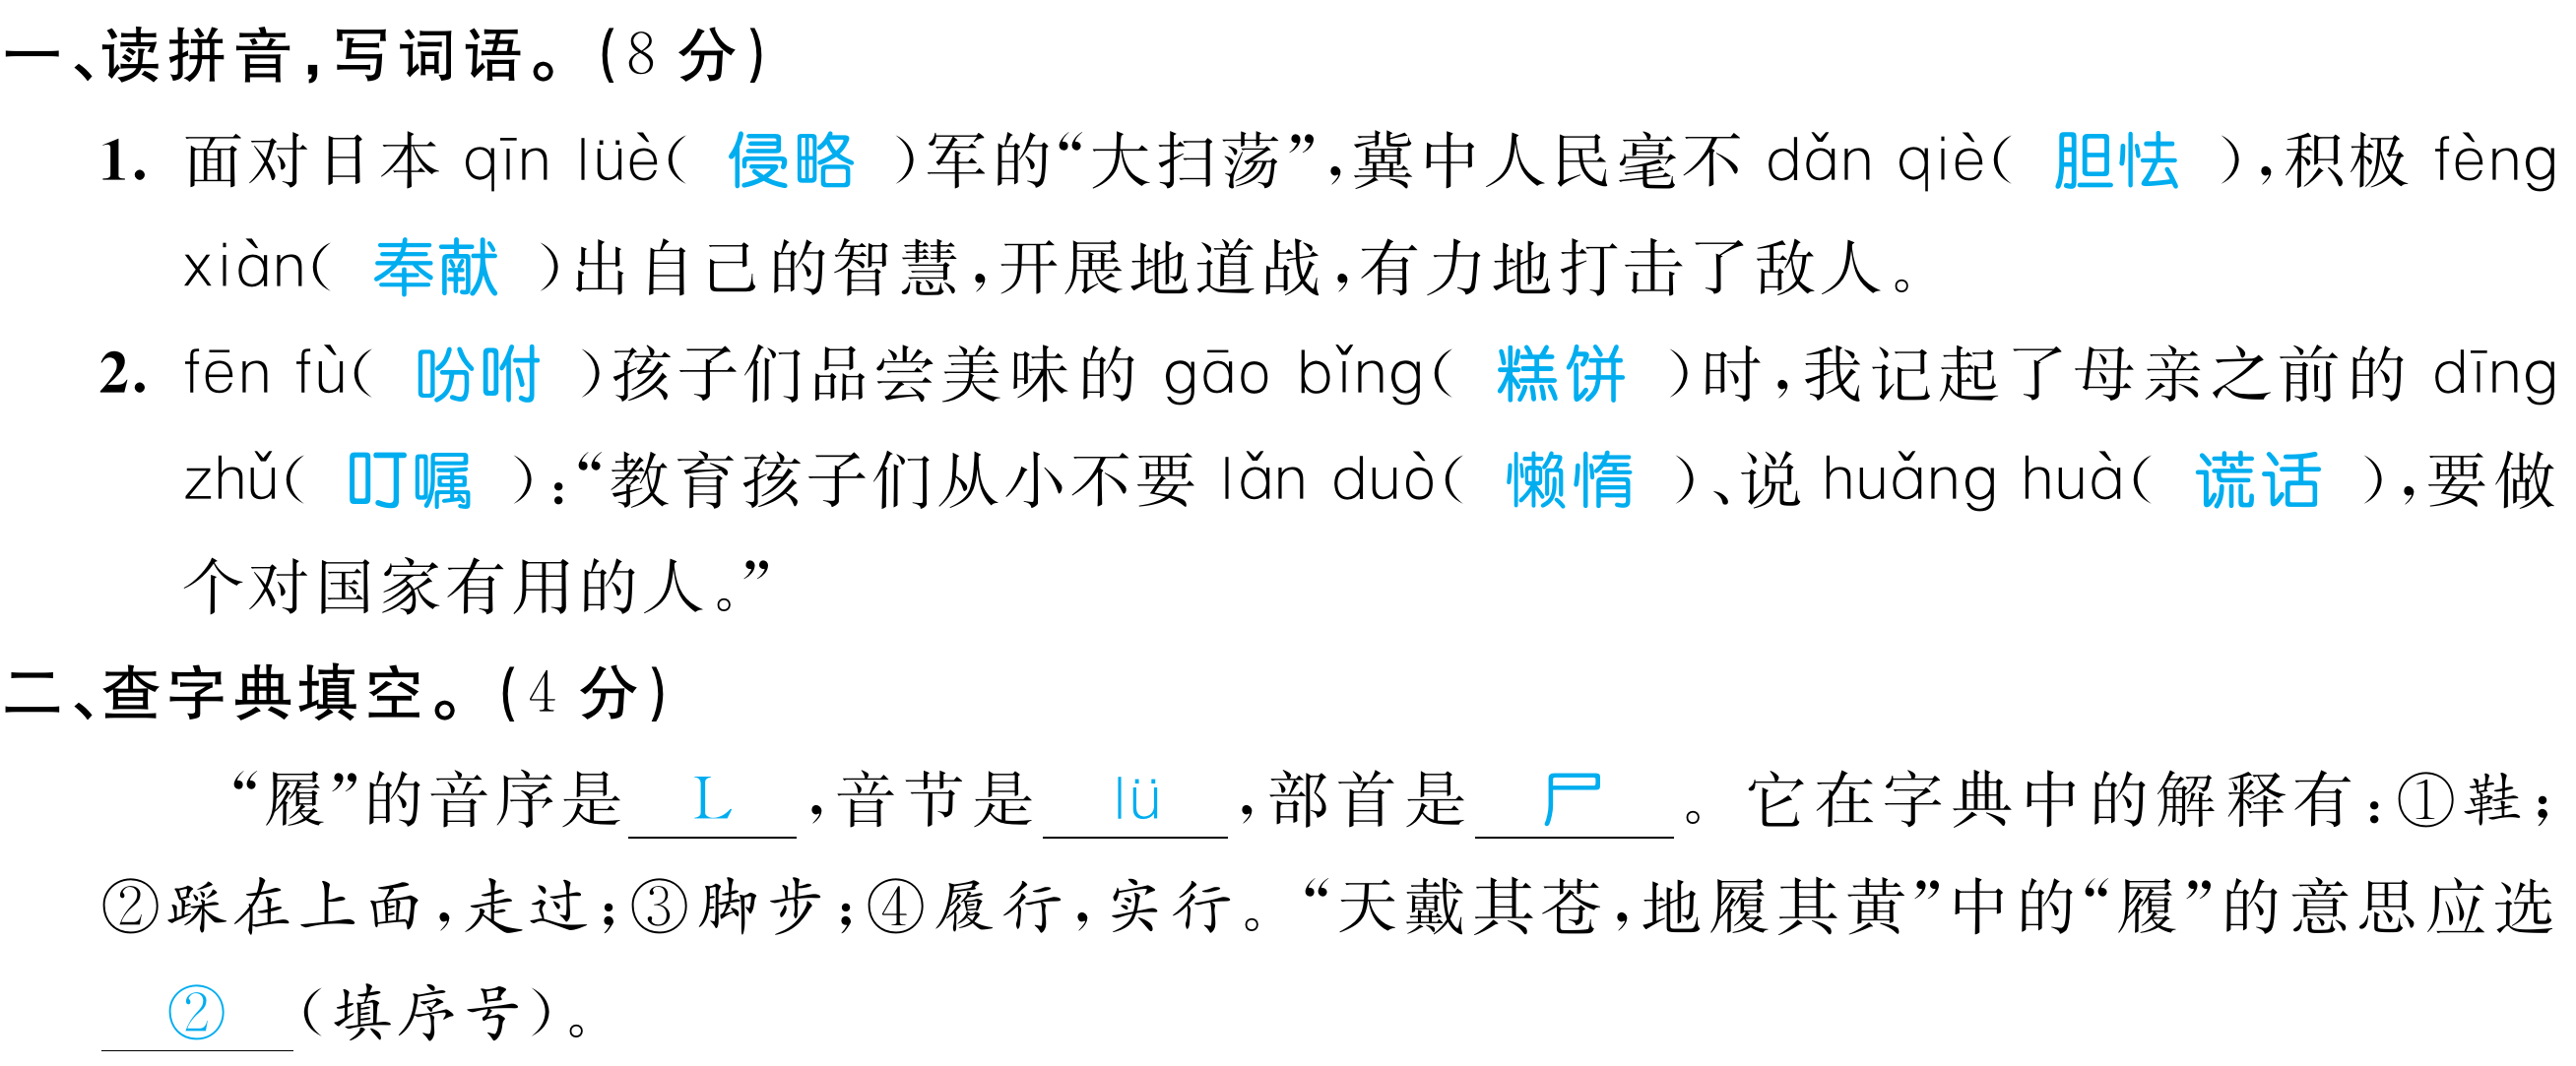 一、读拼音,写词语。(8 分)
1. 面对日本 qīn lüè( 侵略 )军的“大扫荡”,冀中人民毫不 dǎn qiè( 胆怯 ),积极 fèng
xiàn( 奉献 )出自己的智慧,开展地道战,有力地打击了敌人。
2. fēn fù( 吩咐 )孩子们品尝美味的 gāo bǐng( 糕饼 )时,我记起了母亲之前的 dīng
zhǔ( 叮嘱 ):“教育孩子们从小不要 lǎn duò( 懒惰 )、说 huǎng huà( 谎话 ),要做
个对国家有用的人。”
二、查字典填空。(4 分)
“履”的音序是 L ,音节是 lü ,部首是 尸 。它在字典中的解释有:①鞋;
②踩在上面,走过;③脚步;④履行,实行。“天戴其苍,地履其黄”中的“履”的意思应选
② (填序号)。